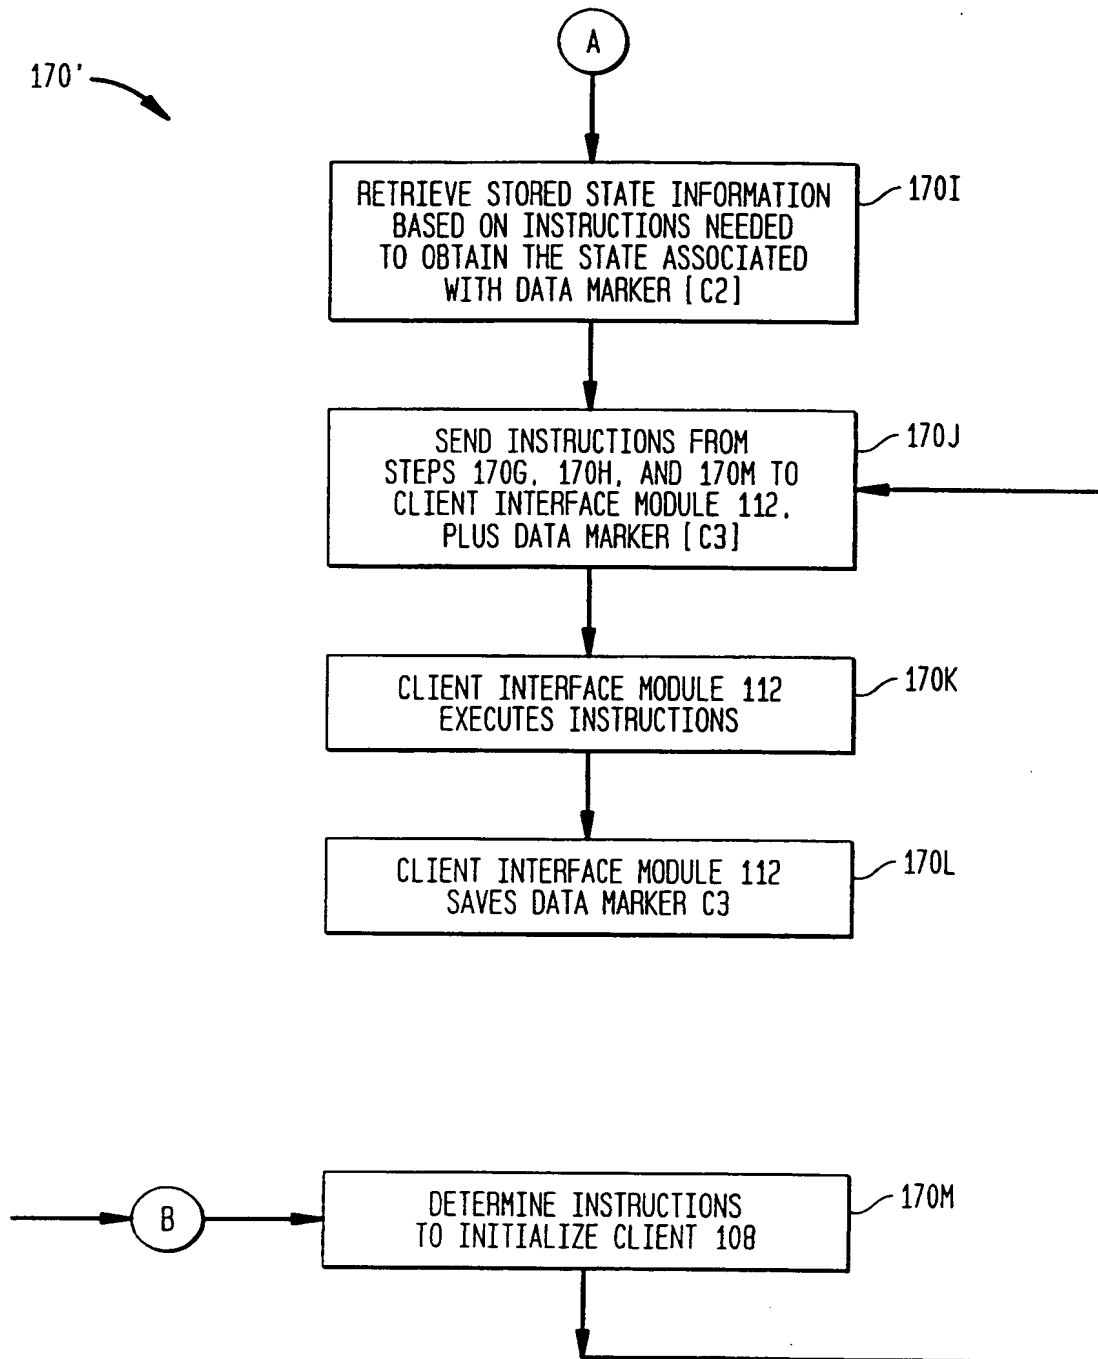 A
170'
RETRIEVE STORED STATE INFORMATION
BASED ON INSTRUCTIONS NEEDED
TO OBTAIN THE STATE ASSOCIATED
WITH DATA MARKER [C2]
170I
SEND INSTRUCTIONS FROM
STEPS 170G, 170H, AND 170M TO
CLIENT INTERFACE MODULE 112,
PLUS DATA MARKER [C3]
170J
CLIENT INTERFACE MODULE 112
EXECUTES INSTRUCTIONS
170K
CLIENT INTERFACE MODULE 112
SAVES DATA MARKER C3
170L
B
DETERMINE INSTRUCTIONS
TO INITIALIZE CLIENT 108
170M